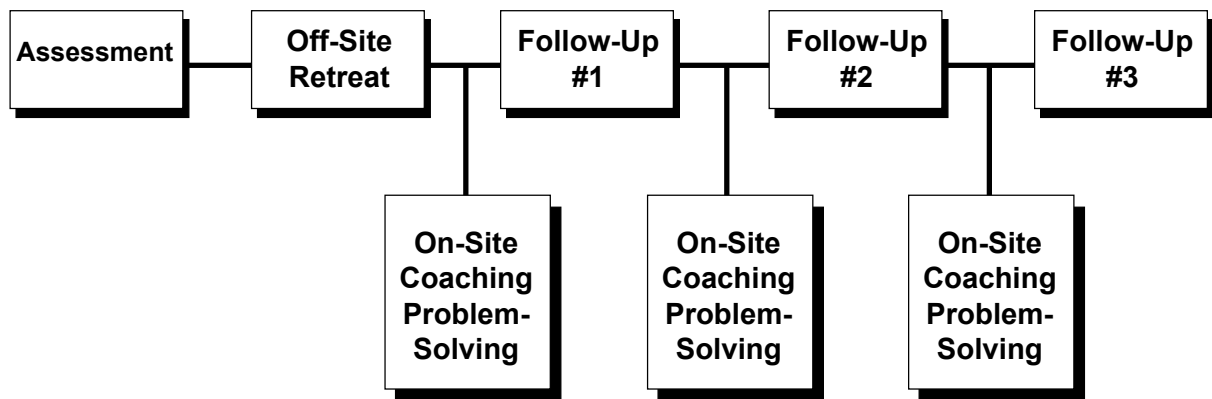 Assessment
Off-Site
Retreat
Follow-Up
#1
Follow-Up
#2
Follow-Up
#3
On-Site
Coaching
Problem-
Solving
On-Site
Coaching
Problem-
Solving
On-Site
Coaching
Problem-
Solving